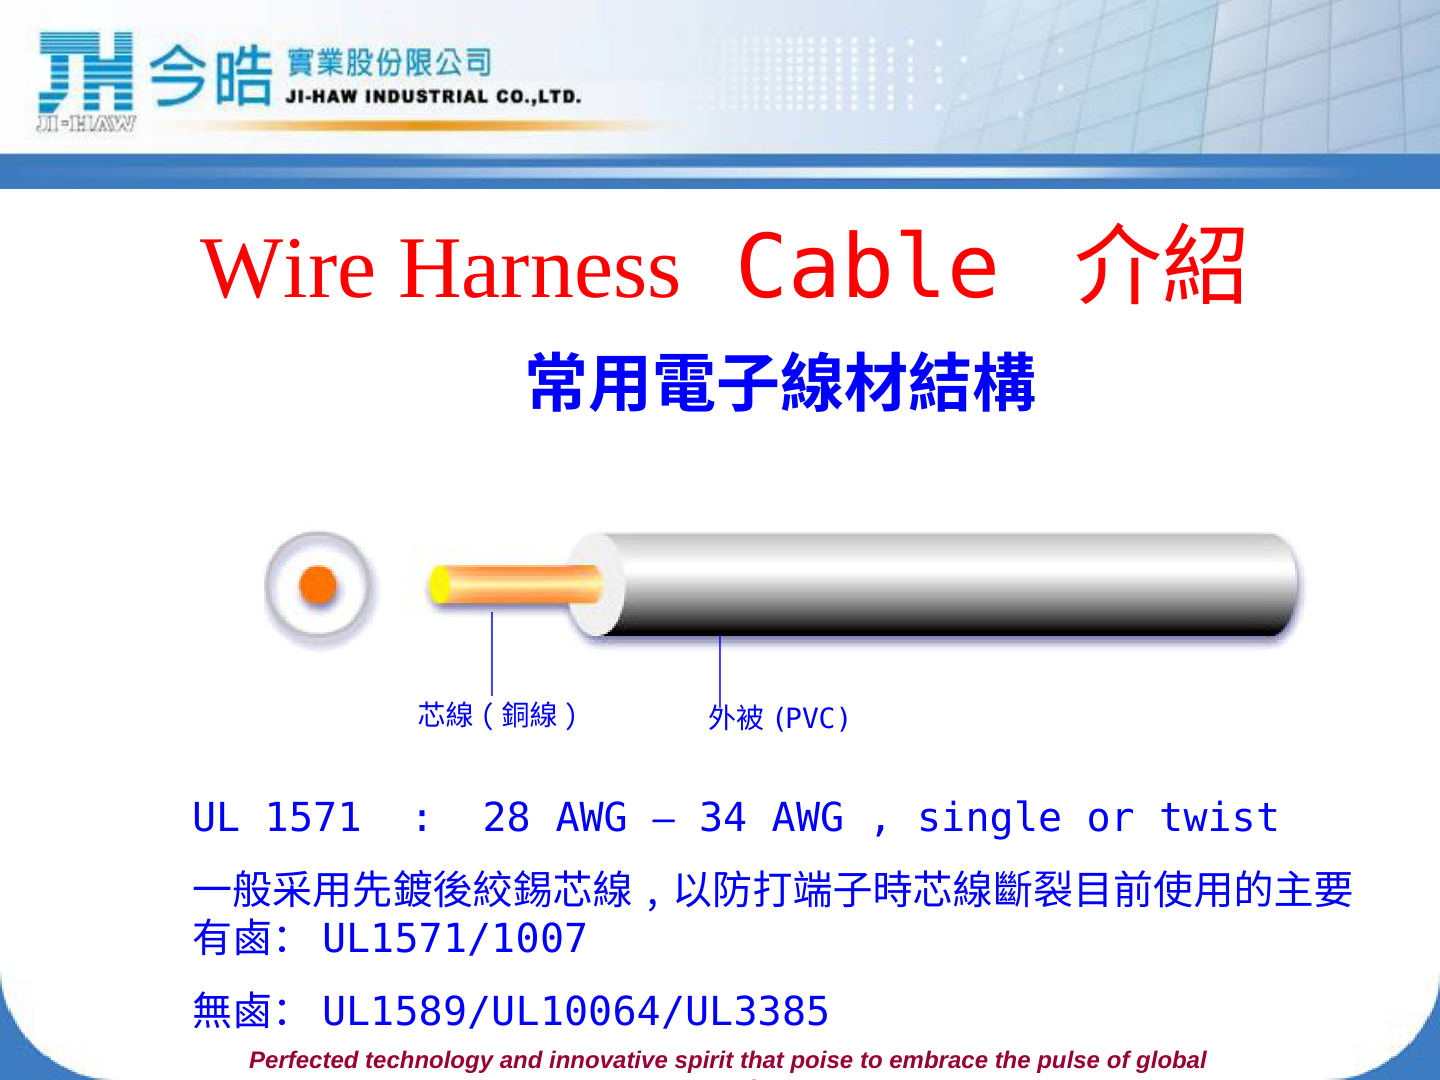 今皓 實業股份限公司
JI-HAW INDUSTRIAL CO.,LTD.
JI-HAW
Wire Harness Cable 介紹
常用電子線材結構
芯線 ( 銅線 )
外被 (PVC)
UL 1571 : 28 AWG – 34 AWG , single or twist
一般采用先鍍後絞錫芯線 , 以防打端子時芯線斷裂目前使用的主要
有鹵: UL1571/1007
無鹵: UL1589/UL10064/UL3385
Perfected technology and innovative spirit that poise to embrace the pulse of global